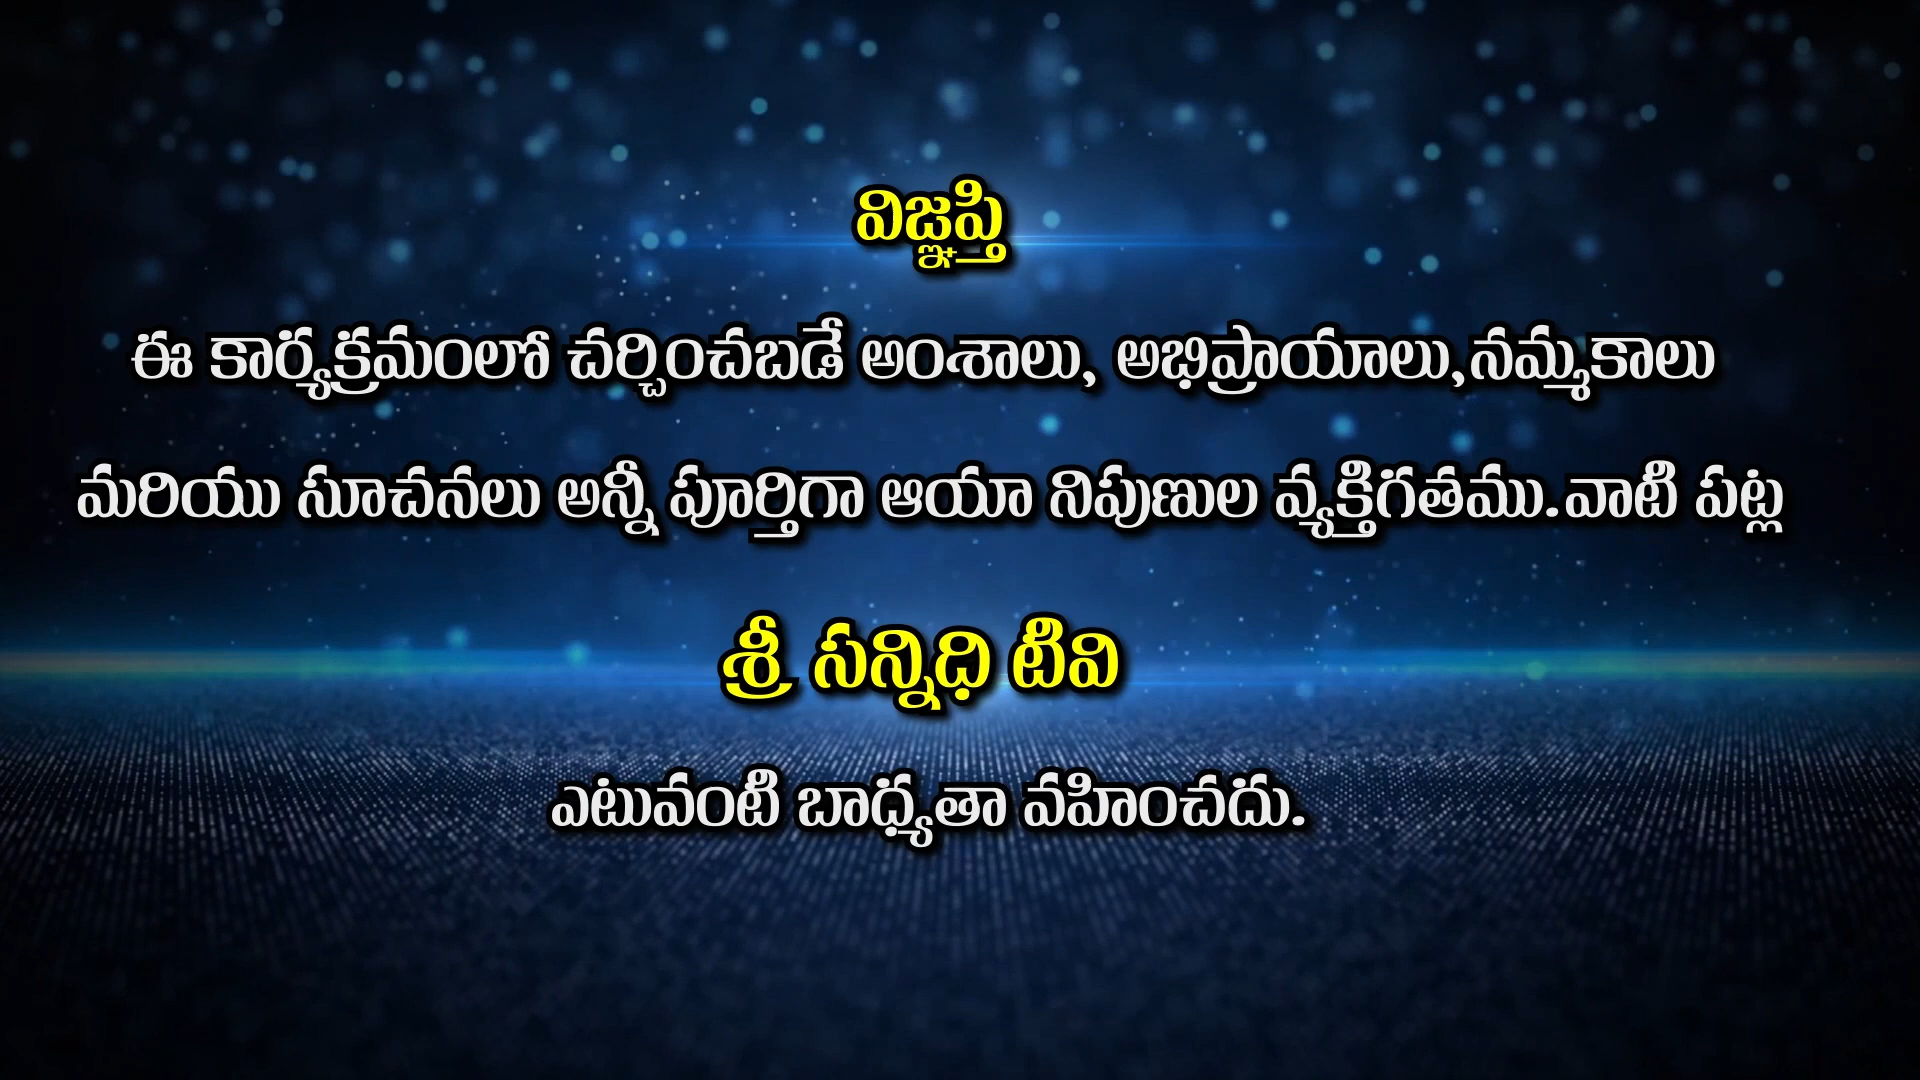 విజ్ఞప్తి
ఈ కార్యక్రమంలో చర్చించబడే అంశాలు, అభిప్రాయాలు,నమ్మకాలు
మరియు సూచనలు అన్నీ పూర్తిగా ఆయా నిపుణుల వ్యక్తిగతము.వాటి పట్ల
శ్రీ సన్నిధి టీవి
ఎటువంటి బాధ్యతా వహించదు.